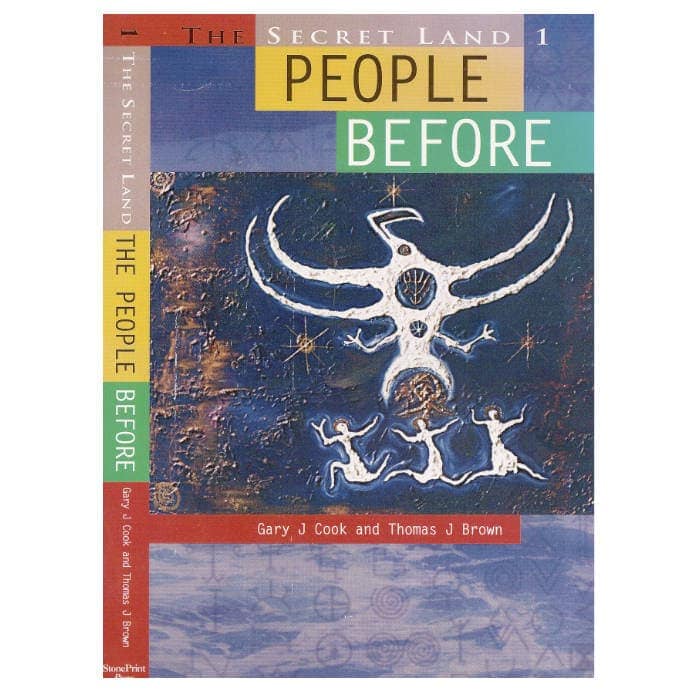 1
THE SECRET LAND
THE PEOPLE
BEFORE
Gary J Cook and Thomas J Brown
StonePrint
Press
THE SECRET LAND 1
PEOPLE
BEFORE
Gary J Cook and Thomas J Brown